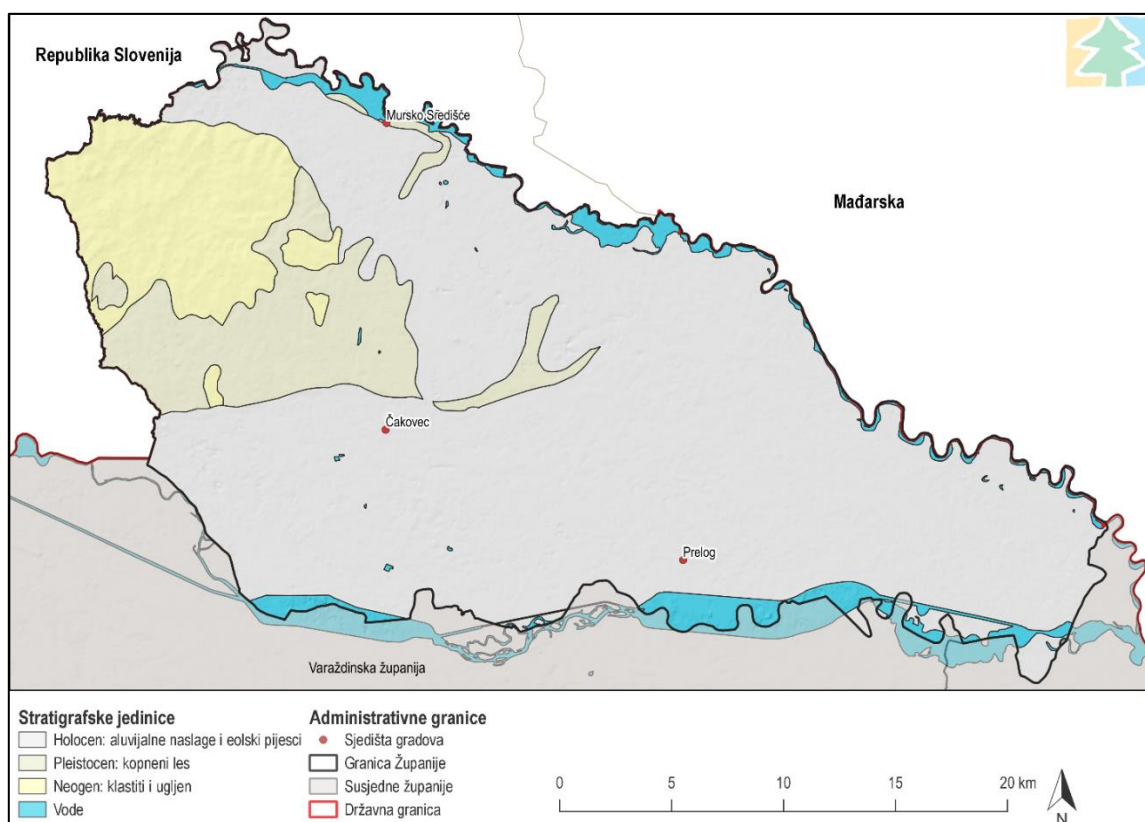 Republika Slovenija
Mursko Središće
Mađarska
Čakovec
Prelog
Varaždinska županija
Stratigrafske jedinice
Holocen: aluvijalne naslage i eolski pijesci
Pleistocen: kopneni les
Neogen: klastiti i ugljen
Vode
Administrativne granice
Sjedišta gradova
Granica Županije
Susjedne županije
Državna granica
0 5 10 15 20 km
N